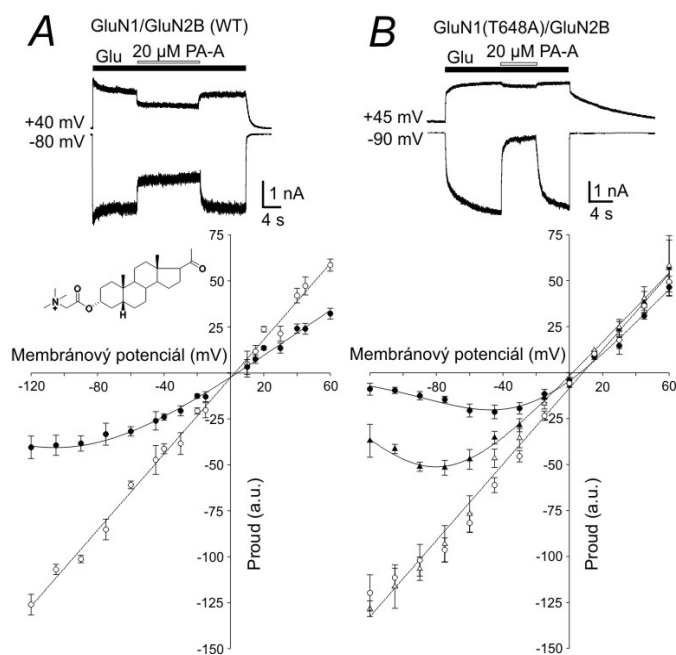 A
GluN1/GluN2B (WT)
20 µM PA-A
Glu
+40 mV
-80 mV
1 nA
4 s
N
+
O
O
O
H
75
50
25
Membránový potenciál (mV)
-120 -80 -40 20 40 60
-25
-50
-75
-100
-125
-150
Proud (a.u.)
B
GluN1(T648A)/GluN2B
20 µM PA-A
Glu
+45 mV
-90 mV
1 nA
4 s
75
50
25
Membránový potenciál (mV)
-120 -80 -40 20 40 60
-25
-50
-75
-100
-125
-150
Proud (a.u.)